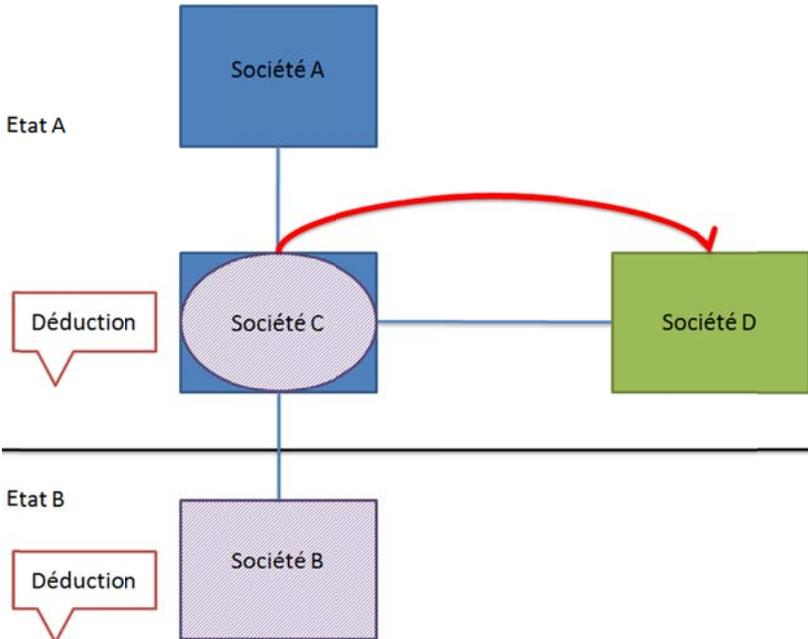 Société A
Etat A
Déduction
Société C
Société D
Etat B
Société B
Déduction